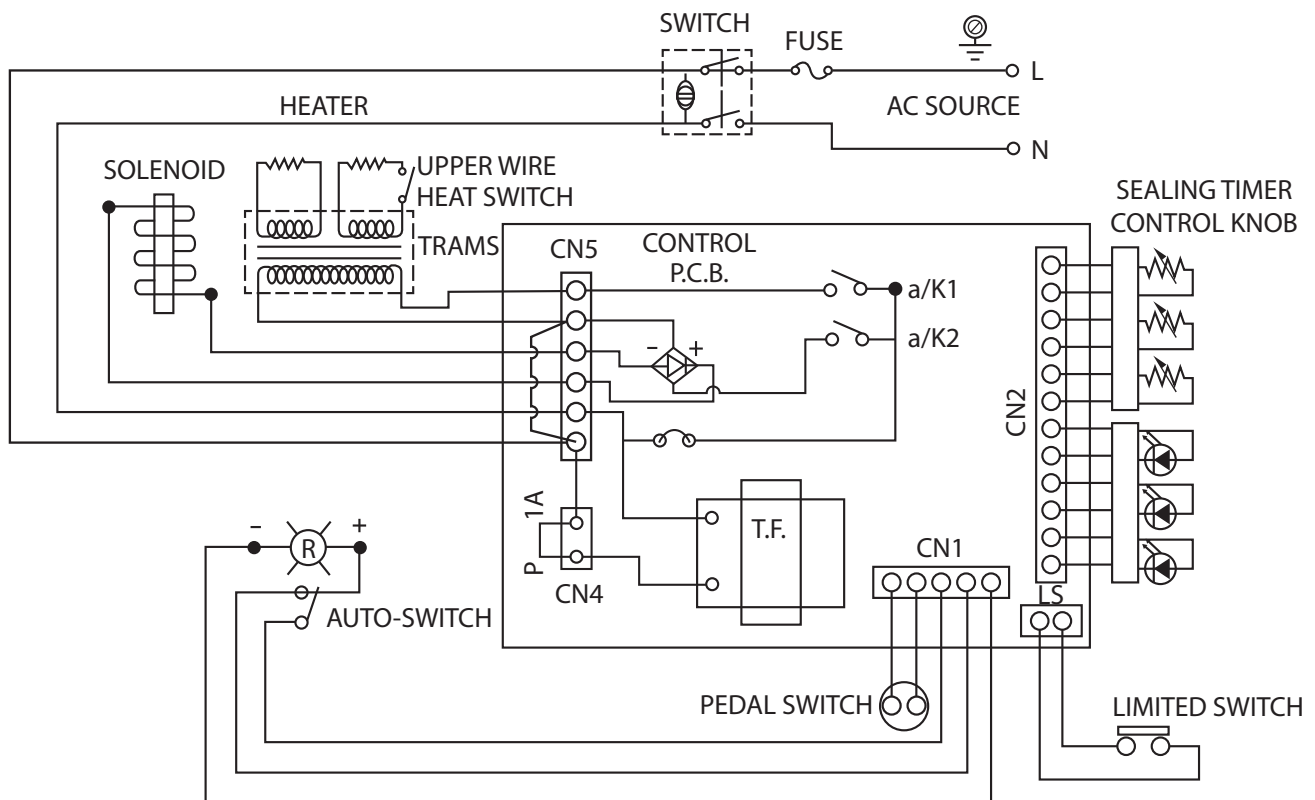 SWITCH
FUSE
L
HEATER
AC SOURCE
N
SOLENOID
UPPER WIRE
HEAT SWITCH
SEALING TIMER
CONTROL KNOB
TRAMS
CN5
CONTROL
P.C.B.
a/K1
a/K2
- +
CN2
1A
P
CN4
T.F.
- +
R
AUTO-SWITCH
CN1
LS
PEDAL SWITCH
LIMITED SWITCH